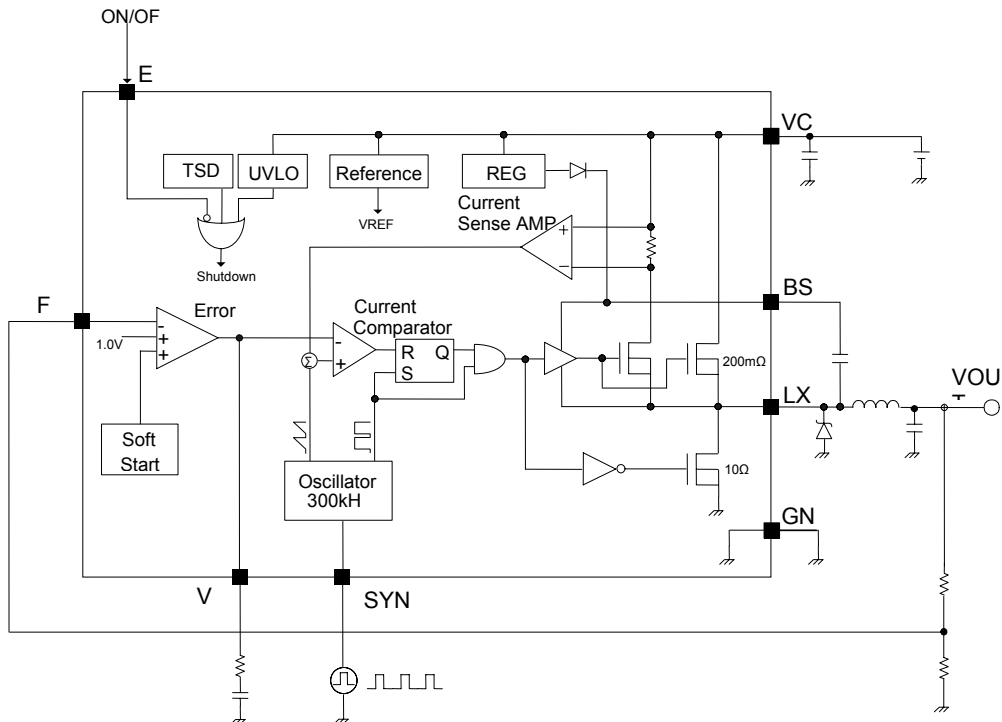 ON/OF
E
VC
TSD
UVLO
Reference
REG
VREF
Current
Sense AMP
Shutdown
BS
F
Error
Current
Comparator
1.0V
-
+
+
-
+
+
-
Σ
R
Q
S
200mΩ
LX
VOU
Soft
Start
Oscillator
300kH
10Ω
GN
V
SYN